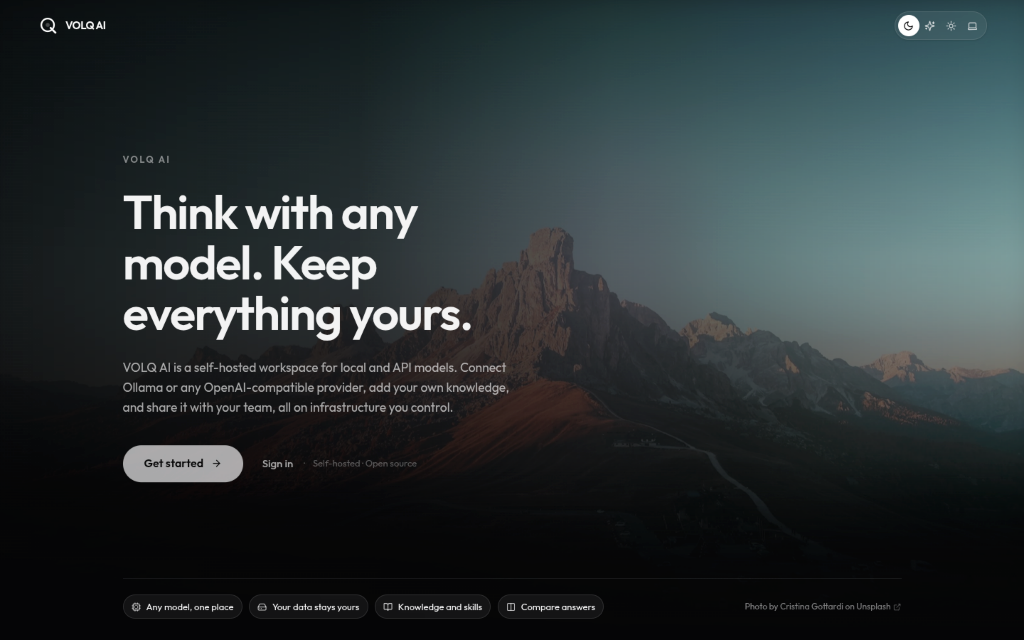 VOLQ AI
VOLQ AI
Think with any
model. Keep
everything yours.
VOLQ AI is a self-hosted workspace for local and API models. Connect
Ollama or any OpenAI-compatible provider, add your own knowledge,
and share it with your team, all on infrastructure you control.
Get started → Sign in · Self-hosted · Open source
Any model, one place Your data stays yours Knowledge and skills Compare answers Photo by Cristina Gottardi on Unsplash